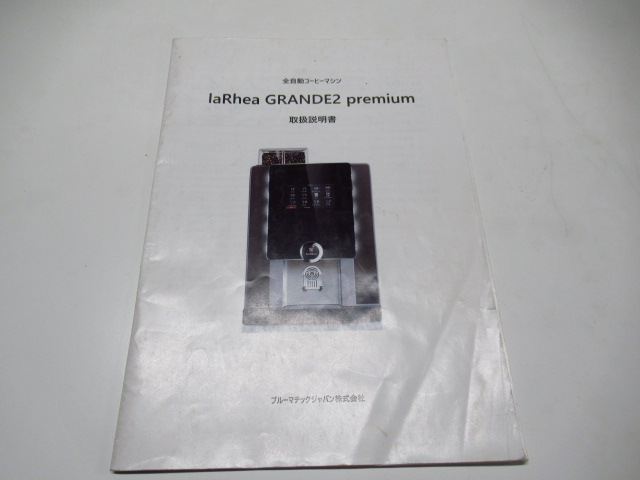 全自動コーヒーマシン
laRhea GRANDE2 premium
取扱説明書
ブルーマチックジャパン株式会社